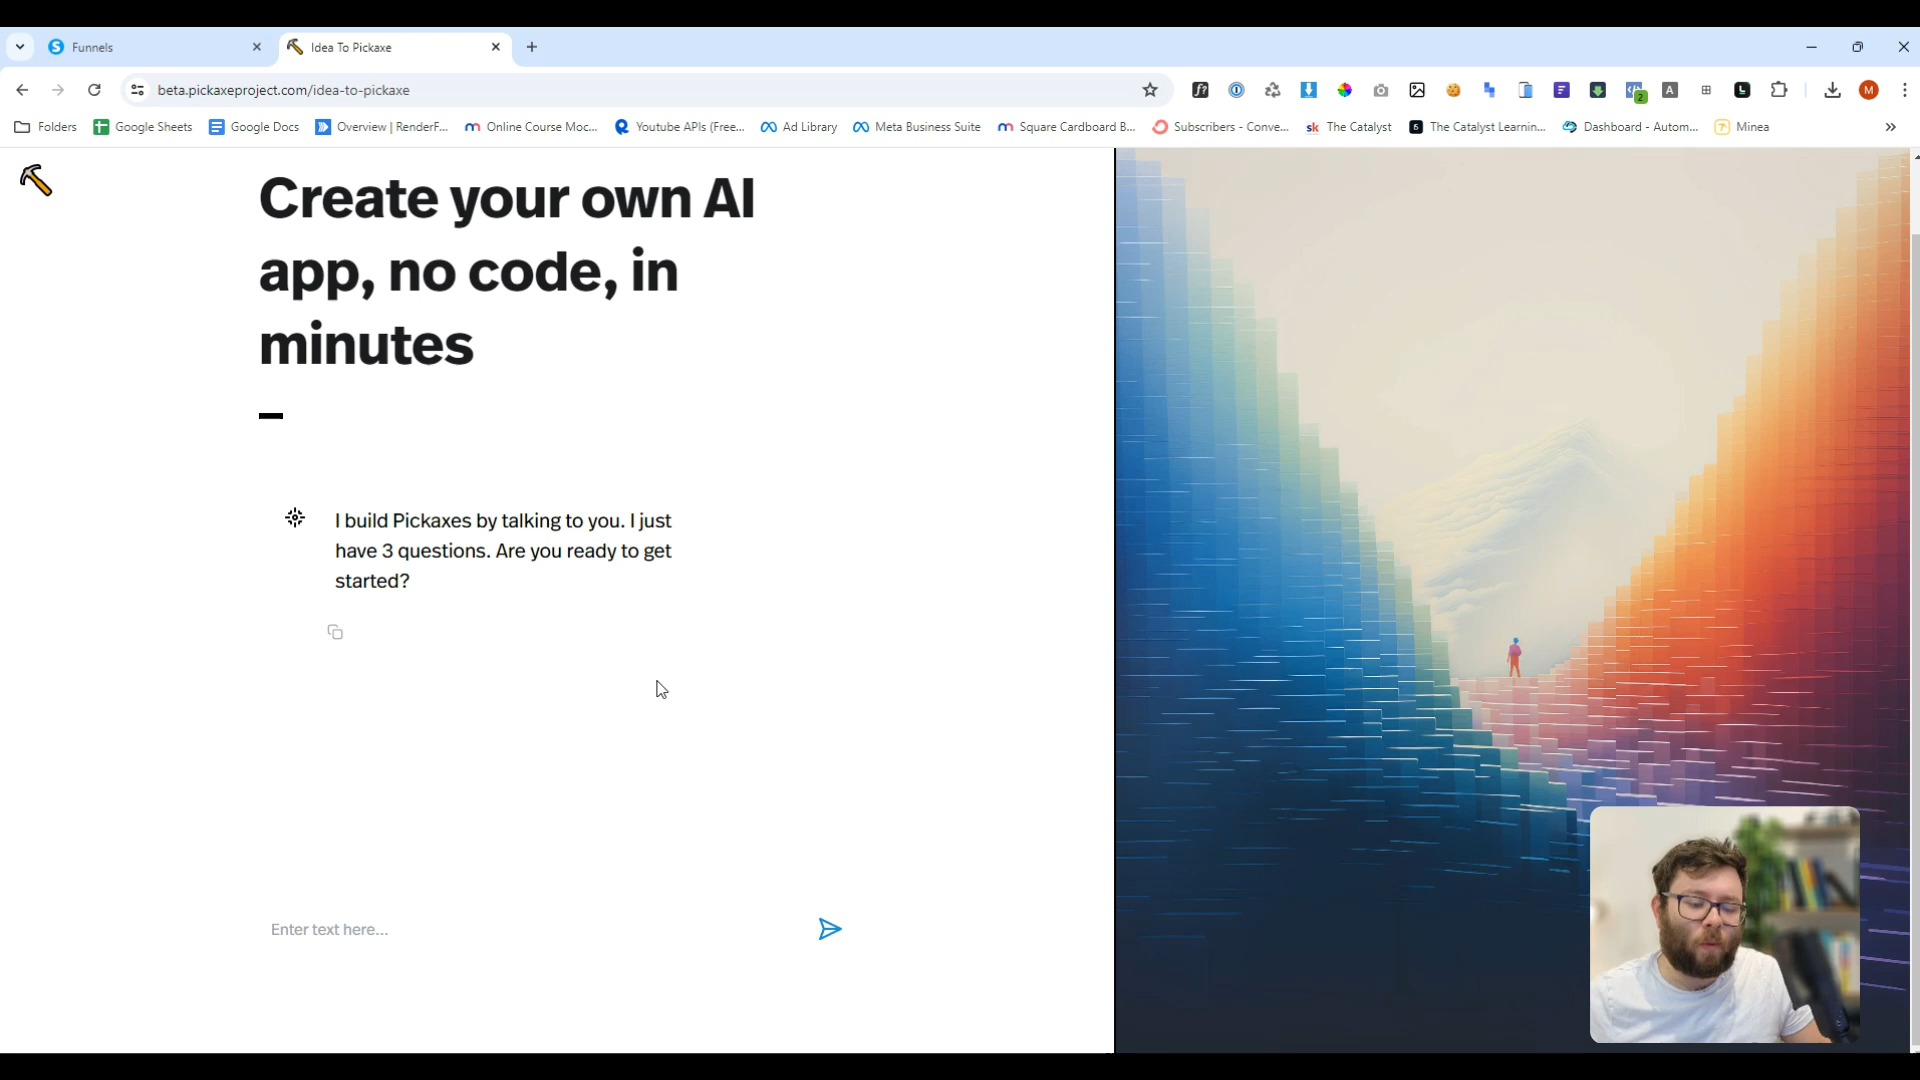 Funnels
Idea To Pickaxe
beta.pickaxeproject.com/idea-to-pickaxe
M
Folders
Google Sheets
Google Docs
Overview | RenderF...
Online Course Moc...
Youtube APIs (Free...
Ad Library
Meta Business Suite
Square Cardboard B...
Subscribers - Conve...
sk The Catalyst
The Catalyst Learnin...
Dashboard - Autom...
Minea
Create your own AI
app, no code, in
minutes
I build Pickaxes by talking to you. I just
have 3 questions. Are you ready to get
started?
Enter text here...